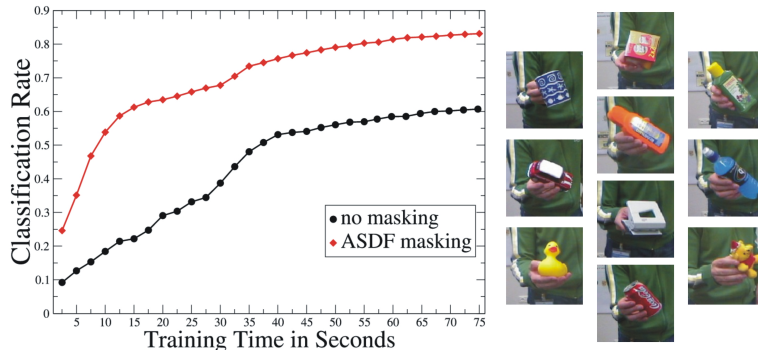 Classification Rate
0.9
0.8
0.7
0.6
0.5
0.4
0.3
0.2
0.1
0
no masking
ASDF masking
5 10 15 20 25 30 35 40 45 50 55 60 65 70 75
Training Time in Seconds